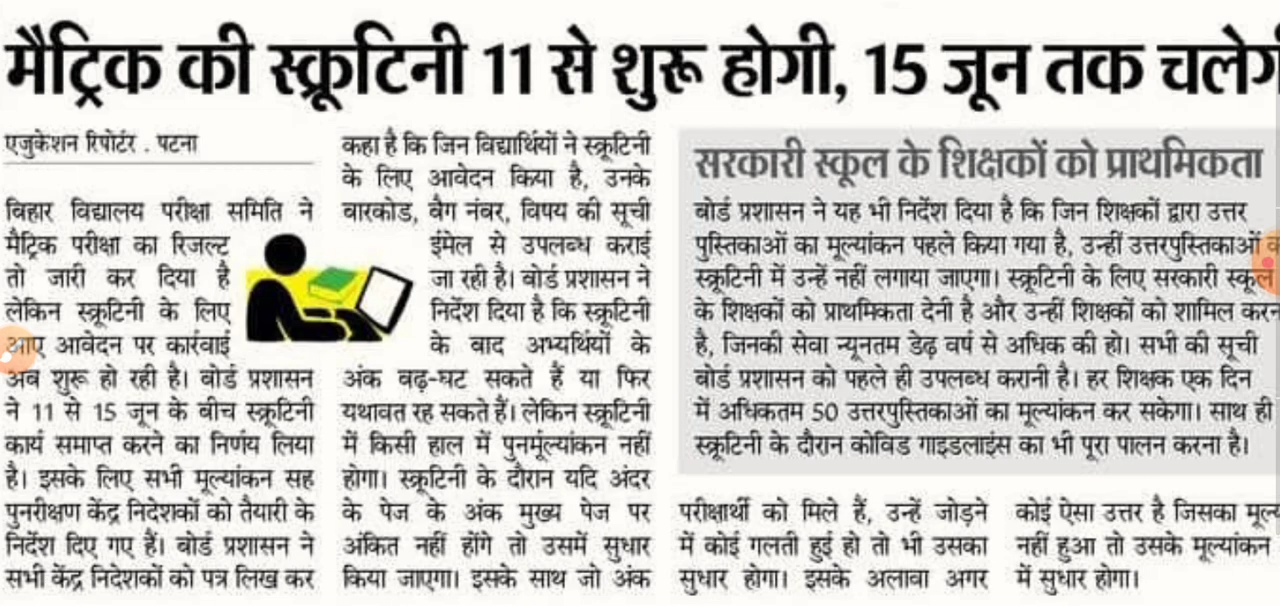 मैट्रिक की स्क्रूटिनी 11 से शुरू होगी, 15 जून तक
एजुकेशन रिपोर्टर . पटना
बिहार विद्यालय परीक्षा समिति ने
मैट्रिक परीक्षा का रिजल्ट
तो जारी कर दिया है
लेकिन स्क्रूटिनी के लिए
आए आवेदन पर कार्रवाई
अब शुरू हो रही है। बोर्ड प्रशासन
ने 11 से 15 जून के बीच स्क्रूटिनी
कार्य समाप्त करने का निर्णय लिया
है। इसके लिए सभी मूल्यांकन सह
पुनरीक्षण केंद्र निदेशकों को तैयारी के
निर्देश दिए गए हैं। बोर्ड प्रशासन ने
सभी केंद्र निदेशकों को पत्र लिख कर
कहा है कि जिन विद्यार्थियों ने स्क्रूटिनी
के लिए आवेदन किया है, उनके
बारकोड, बैग नंबर, विषय की सूची
ईमेल से उपलब्ध कराई
जा रही है। बोर्ड प्रशासन ने
निर्देश दिया है कि स्क्रूटिनी
के बाद अभ्यर्थियों के
अंक बढ़-घट सकते हैं या फिर
यथावत रह सकते हैं। लेकिन स्क्रूटिनी
में किसी हाल में पुनर्मूल्यांकन नहीं
होगा। स्क्रूटिनी के दौरान यदि अंदर
के पेज के अंक मुख्य पेज पर
अंकित नहीं होंगे तो उसमें सुधार
किया जाएगा। इसके साथ जो अंक
सरकारी स्कूल के शिक्षकों को प्राथमिकता
बोर्ड प्रशासन ने यह भी निर्देश दिया है कि जिन शिक्षकों द्वारा उत्तर
पुस्तिकाओं का मूल्यांकन पहले किया गया है, उन्हीं उत्तरपुस्तिकाओं
स्क्रूटिनी में उन्हें नहीं लगाया जाएगा। स्क्रूटिनी के लिए सरकारी स्कूल
के शिक्षकों को प्राथमिकता देनी है और उन्हीं शिक्षकों को शामिल
है, जिनकी सेवा न्यूनतम डेढ़ वर्ष से अधिक की हो। सभी की सूची
बोर्ड प्रशासन को पहले ही उपलब्ध करानी है। हर शिक्षक एक दिन
में अधिकतम 50 उत्तरपुस्तिकाओं का मूल्यांकन कर सकेगा। साथ ही
स्क्रूटिनी के दौरान कोविड गाइडलाइंस का भी पूरा पालन करना है।
परीक्षार्थी को मिले हैं, उन्हें जोड़ने
में कोई गलती हुई हो तो भी उसका
सुधार होगा। इसके अलावा अगर
कोई ऐसा उत्तर है जिसका
नहीं हुआ तो उसके मूल्यांकन
में सुधार होगा।